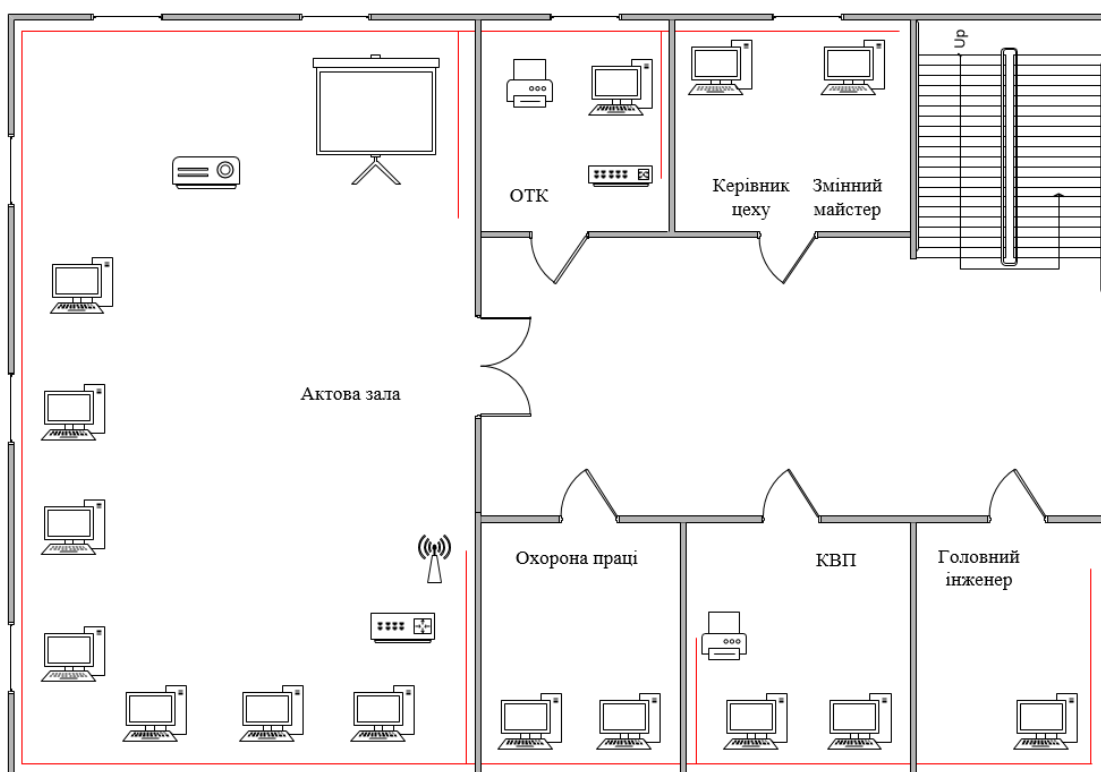 Up
ОТК
Керівник
цеху
Змінний
майстер
Актова зала
Охорона праці
КВП
Головний
інженер